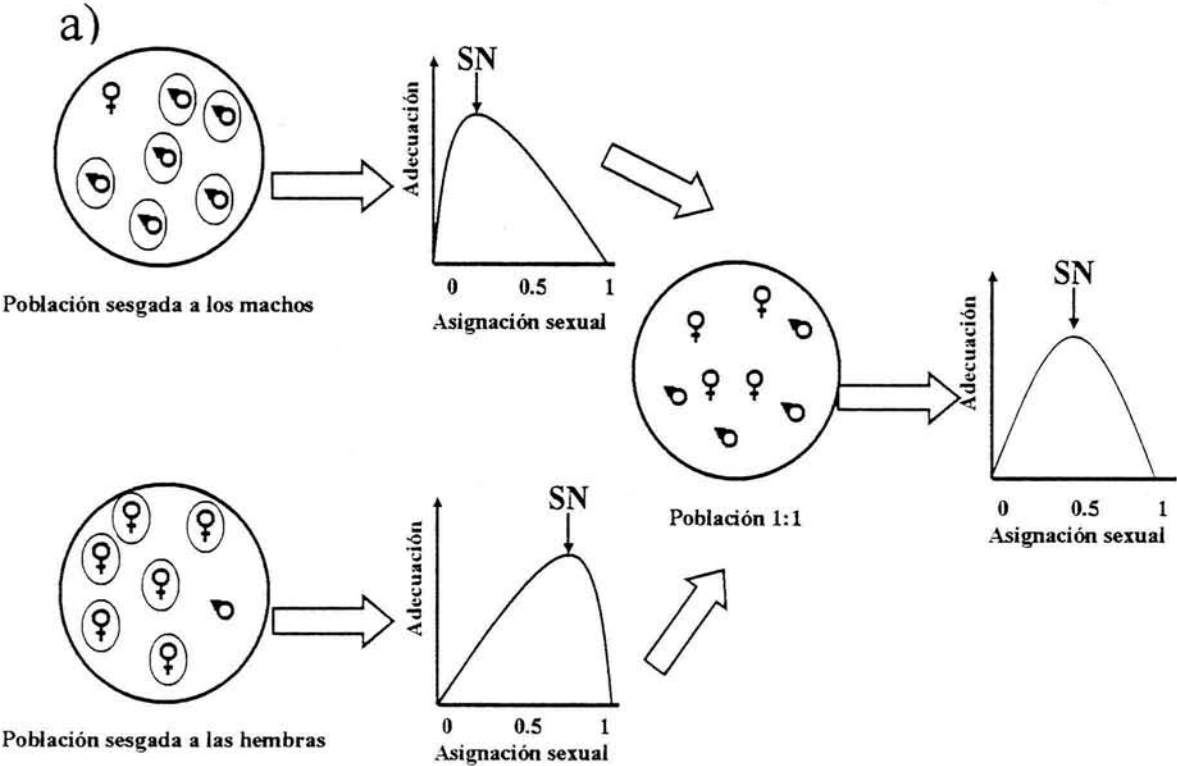 a)
SN
Adecuación
0 0.5 1
Asignación sexual
Población sesgada a los machos
SN
Adecuación
0 0.5 1
Asignación sexual
Población 1:1
SN
Adecuación
0 0.5 1
Asignación sexual
Población sesgada a las hembras